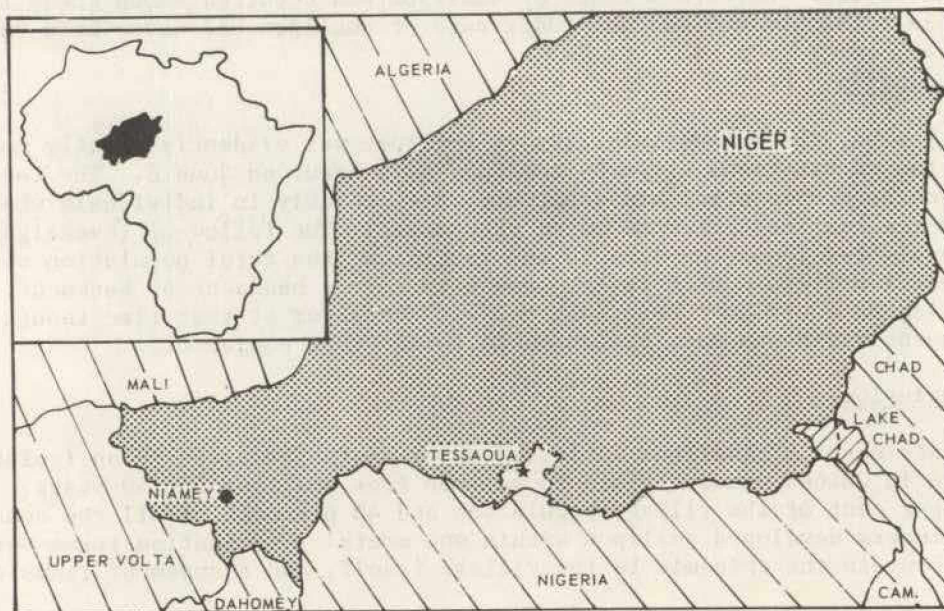 ALGERIA
NIGER
MALI
CHAD
LAKE
CHAD
TESSAOUA
NIAMEY
UPPER VOLTA
NIGERIA
DAHOMEY
CAM.